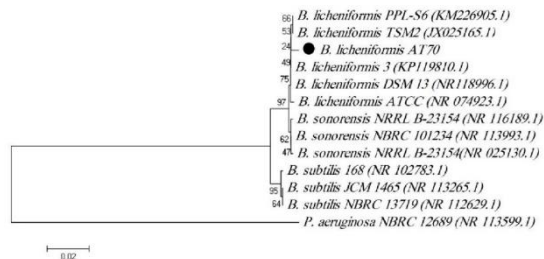 66
B. licheniformis PPL-S6 (KM226905.1)
53
B. licheniformis TSM2 (JX025165.1)
24
B. licheniformis AT70
49
B. licheniformis 3 (KP119810.1)
75
B. licheniformis DSM 13 (NR118996.1)
97
B. licheniformis ATCC (NR 074923.1)
B. sonorensis NRRL B-23154 (NR 116189.1)
62
B. sonorensis NBRC 101234 (NR 113993.1)
47
B. sonorensis NRRL B-23154(NR 025130.1)
B. subtilis 168 (NR 102783.1)
95
B. subtilis JCM 1465 (NR 113265.1)
64
B. subtilis NBRC 13719 (NR 112629.1)
P. aeruginosa NBRC 12689 (NR 113599.1)
0.02